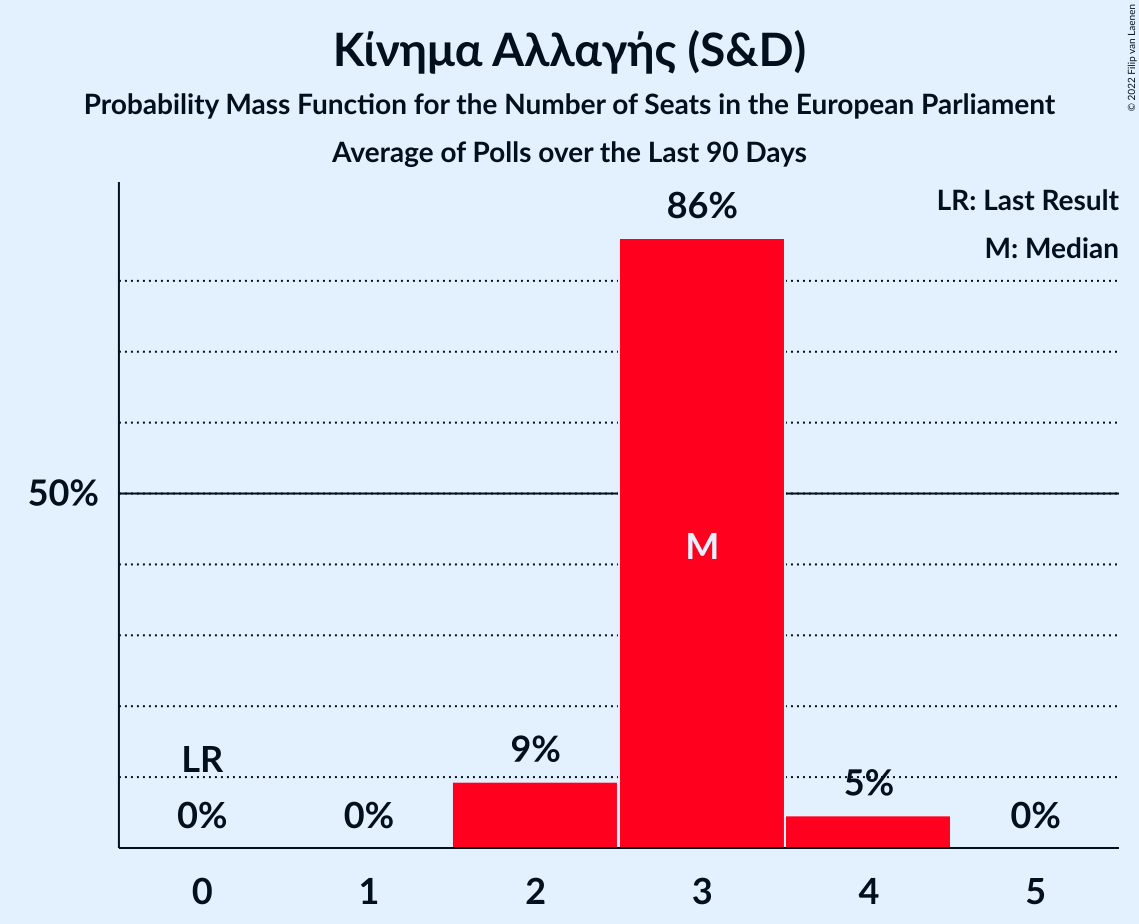 Κίνημα Αλλαγής (S&D)
Probability Mass Function for the Number of Seats in the European Parliament
Average of Polls over the Last 90 Days
© 2022 Filip van Laenen
LR: Last Result
M: Median
86%
50%
M
LR
9%
5%
0%
0%
0%
0 1 2 3 4 5